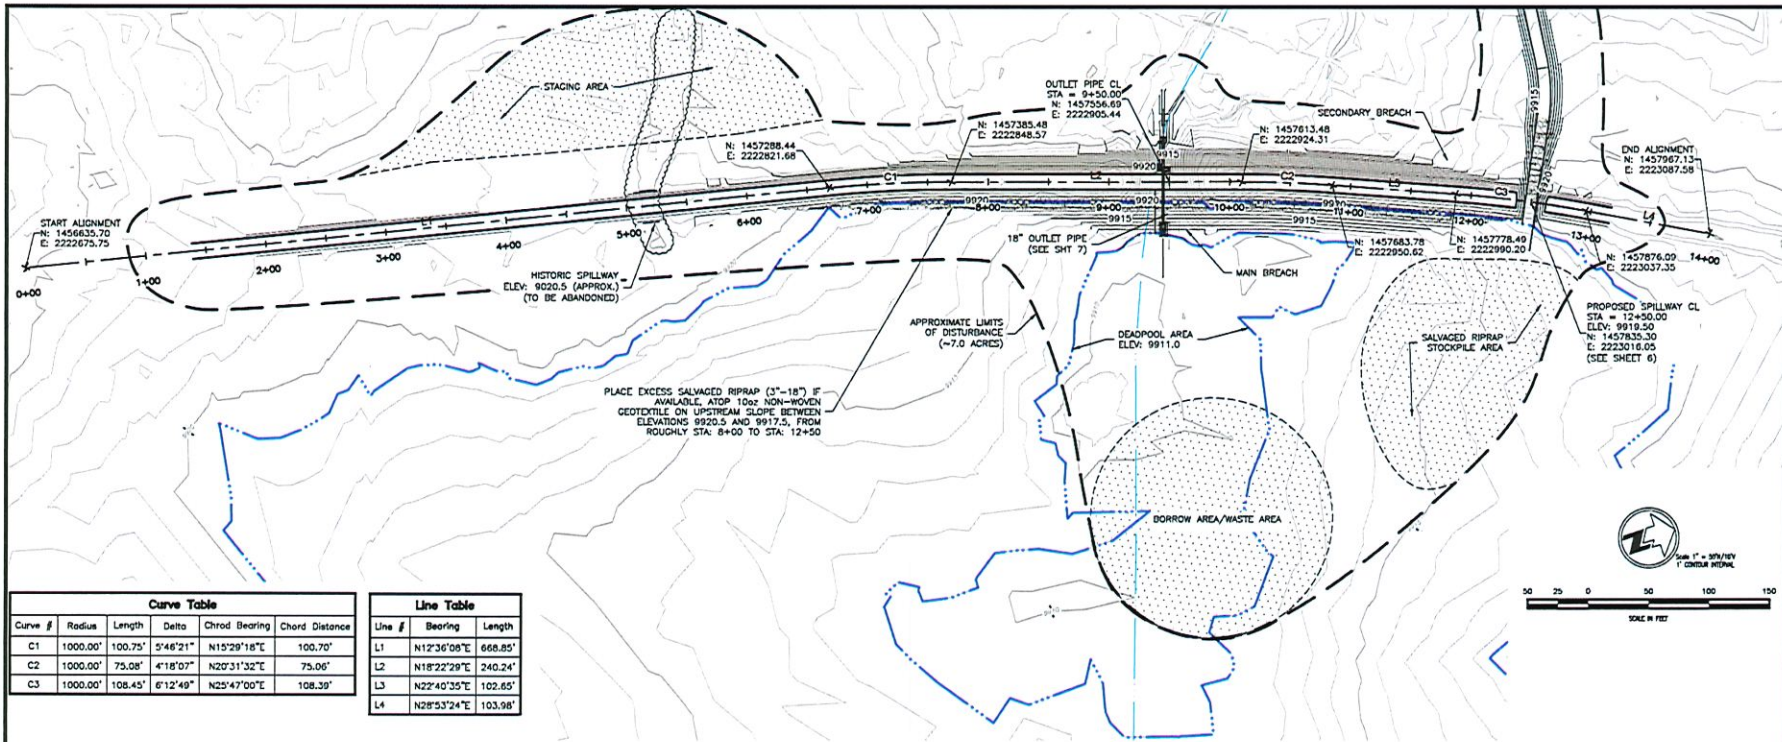 STAGING AREA
OUTLET PIPE CL
STA = 9+50.00
N: 1457556.69
E: 2222905.44
SECONDARY BREACH
9915
N: 1457385.48
E: 2222848.57
N: 1457613.48
E: 2222924.31
N: 1457288.44
E: 2222821.68
END ALIGNMENT
N: 1457967.13
E: 2223087.58
9915
9920
9920
C1
L2
C2
L3
C3
L4
START ALIGNMENT
N: 1456635.70
E: 2222675.75
0+00
1+00
2+00
3+00
4+00
5+00
6+00
7+00
8+00
9+00
10+00
11+00
12+00
13+00
14+00
9920
9920
9920
9915
9915
HISTORIC SPILLWAY
ELEV: 9020.5 (APPROX.)
(TO BE ABANDONED)
18" OUTLET PIPE
(SEE SHT 7)
MAIN BREACH
N: 1457683.78
E: 2222950.62
N: 1457778.49
E: 2222990.20
N: 1457876.09
E: 2223037.35
APPROXIMATE LIMITS
OF DISTURBANCE
(~7.0 ACRES)
DEADPOOL AREA
ELEV: 9911.0
SALVAGED RIPRAP
STOCKPILE AREA
PROPOSED SPILLWAY CL
STA = 12+50.00
ELEV: 9919.50
N: 1457835.30
E: 2223016.05
(SEE SHEET 6)
PLACE EXCESS SALVAGED RIPRAP (3"-18") IF
AVAILABLE, ATOP 10oz NON-WOVEN
GEOTEXTILE ON UPSTREAM SLOPE BETWEEN
ELEVATIONS 9920.5 AND 9917.5, FROM
ROUGHLY STA: 8+00 TO STA: 12+50
BORROW AREA/WASTE AREA
1' CONTOUR INTERVAL
50 25 0 50 100 150
SCALE IN FEET
Curve Table
Curve # Radius Length Delta Chrod Bearing Chord Distance
C1 1000.00' 100.75' 5°46'21" N15°29'18"E 100.70'
C2 1000.00' 75.08' 4°18'07" N20°31'32"E 75.06'
C3 1000.00' 108.45' 6°12'49" N25°47'00"E 108.39'
Line Table
Line # Bearing Length
L1 N12°36'08"E 668.85'
L2 N18°22'29"E 240.24'
L3 N22°40'35"E 102.65'
L4 N28°53'24"E 103.98'